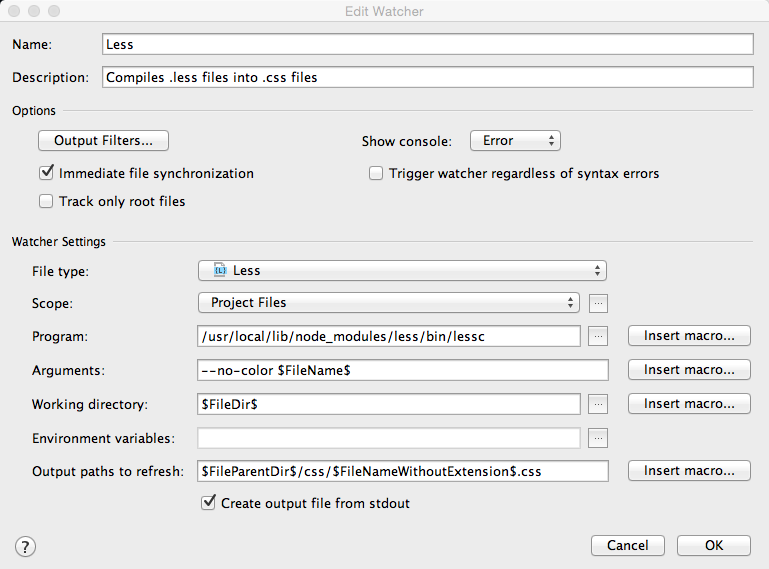 Edit Watcher
Name: Less
Description: Compiles .less files into .css files
Options
Output Filters... Show console: Error
Immediate file synchronization Trigger watcher regardless of syntax errors
Track only root files
Watcher Settings
File type: {L} Less
Scope: Project Files ...
Program: /usr/local/lib/node_modules/less/bin/lessc ... Insert macro...
Arguments: --no-color $FileName$ Insert macro...
Working directory: $FileDir$ ... Insert macro...
Environment variables: ...
Output paths to refresh: $FileParentDir$/css/$FileNameWithoutExtension$.css Insert macro...
Create output file from stdout
? Cancel OK